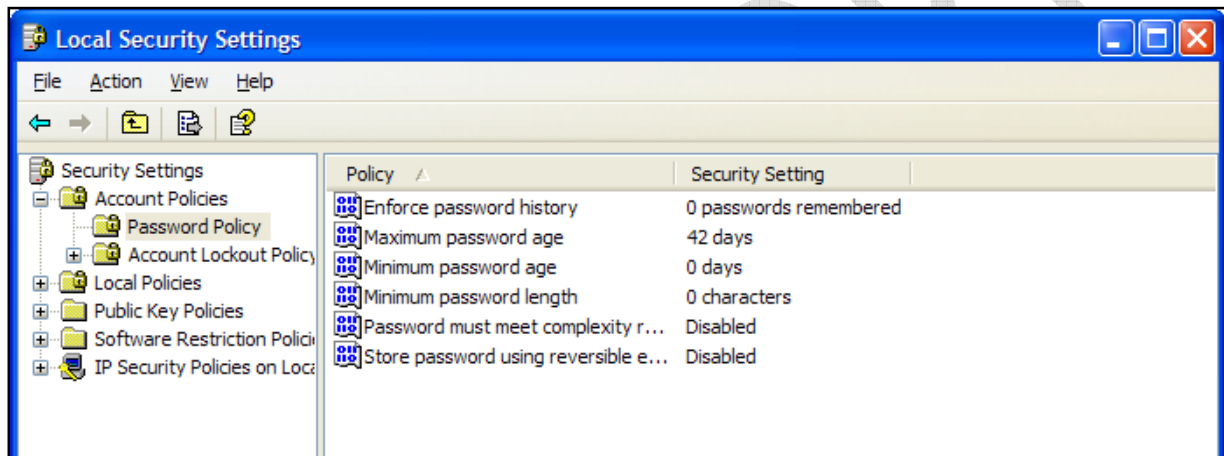 Local Security Settings
File Action View Help
Security Settings
Account Policies
Password Policy
Account Lockout Policy
Local Policies
Public Key Policies
Software Restriction Polici
IP Security Policies on Loca
Policy Security Setting
Enforce password history 0 passwords remembered
Maximum password age 42 days
Minimum password age 0 days
Minimum password length 0 characters
Password must meet complexity r... Disabled
Store password using reversible e... Disabled